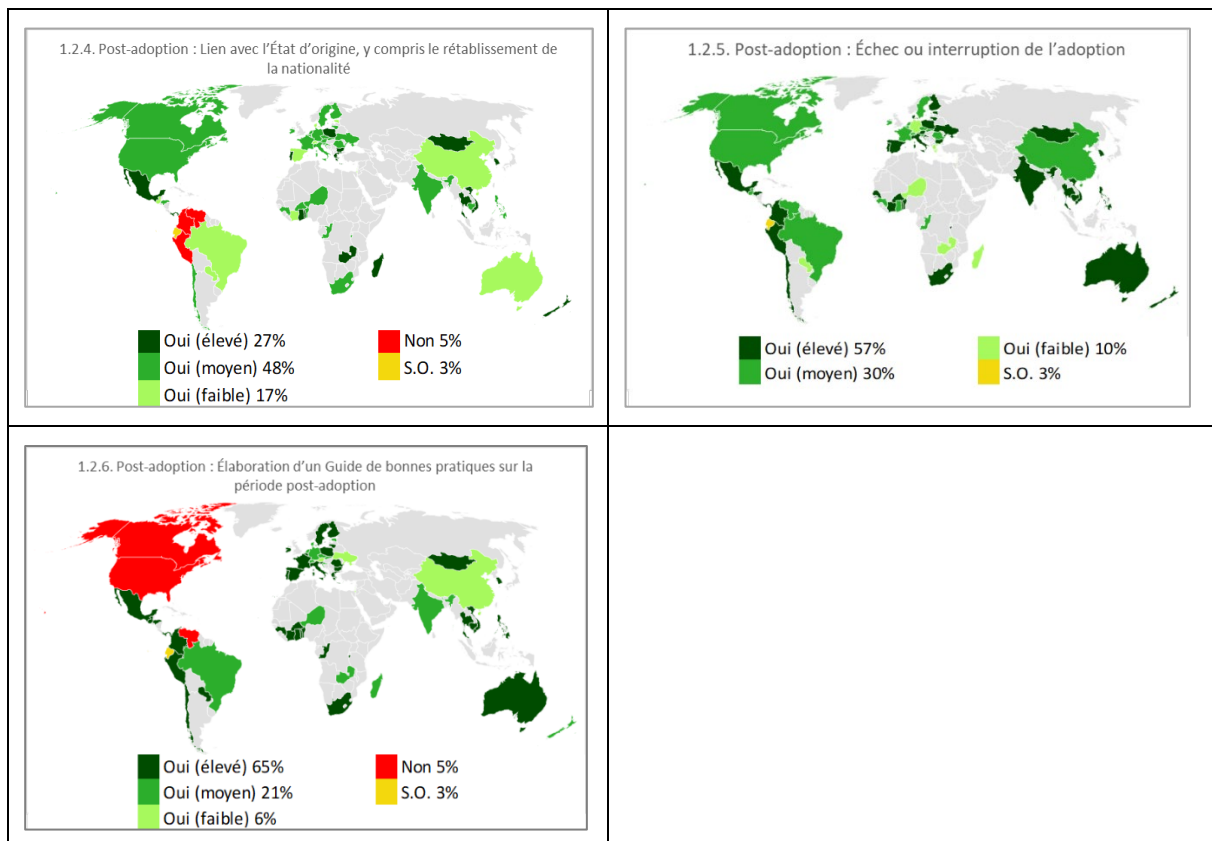 1.2.4. Post-adoption : Lien avec l’État d’origine, y compris le rétablissement de
la nationalité
Oui (élevé) 27%
Oui (moyen) 48%
Oui (faible) 17%
Non 5%
S.O. 3%
1.2.5. Post-adoption : Échec ou interruption de l’adoption
Oui (élevé) 57%
Oui (moyen) 30%
Oui (faible) 10%
S.O. 3%
1.2.6. Post-adoption : Élaboration d’un Guide de bonnes pratiques sur la
période post-adoption
Oui (élevé) 65%
Oui (moyen) 21%
Oui (faible) 6%
Non 5%
S.O. 3%